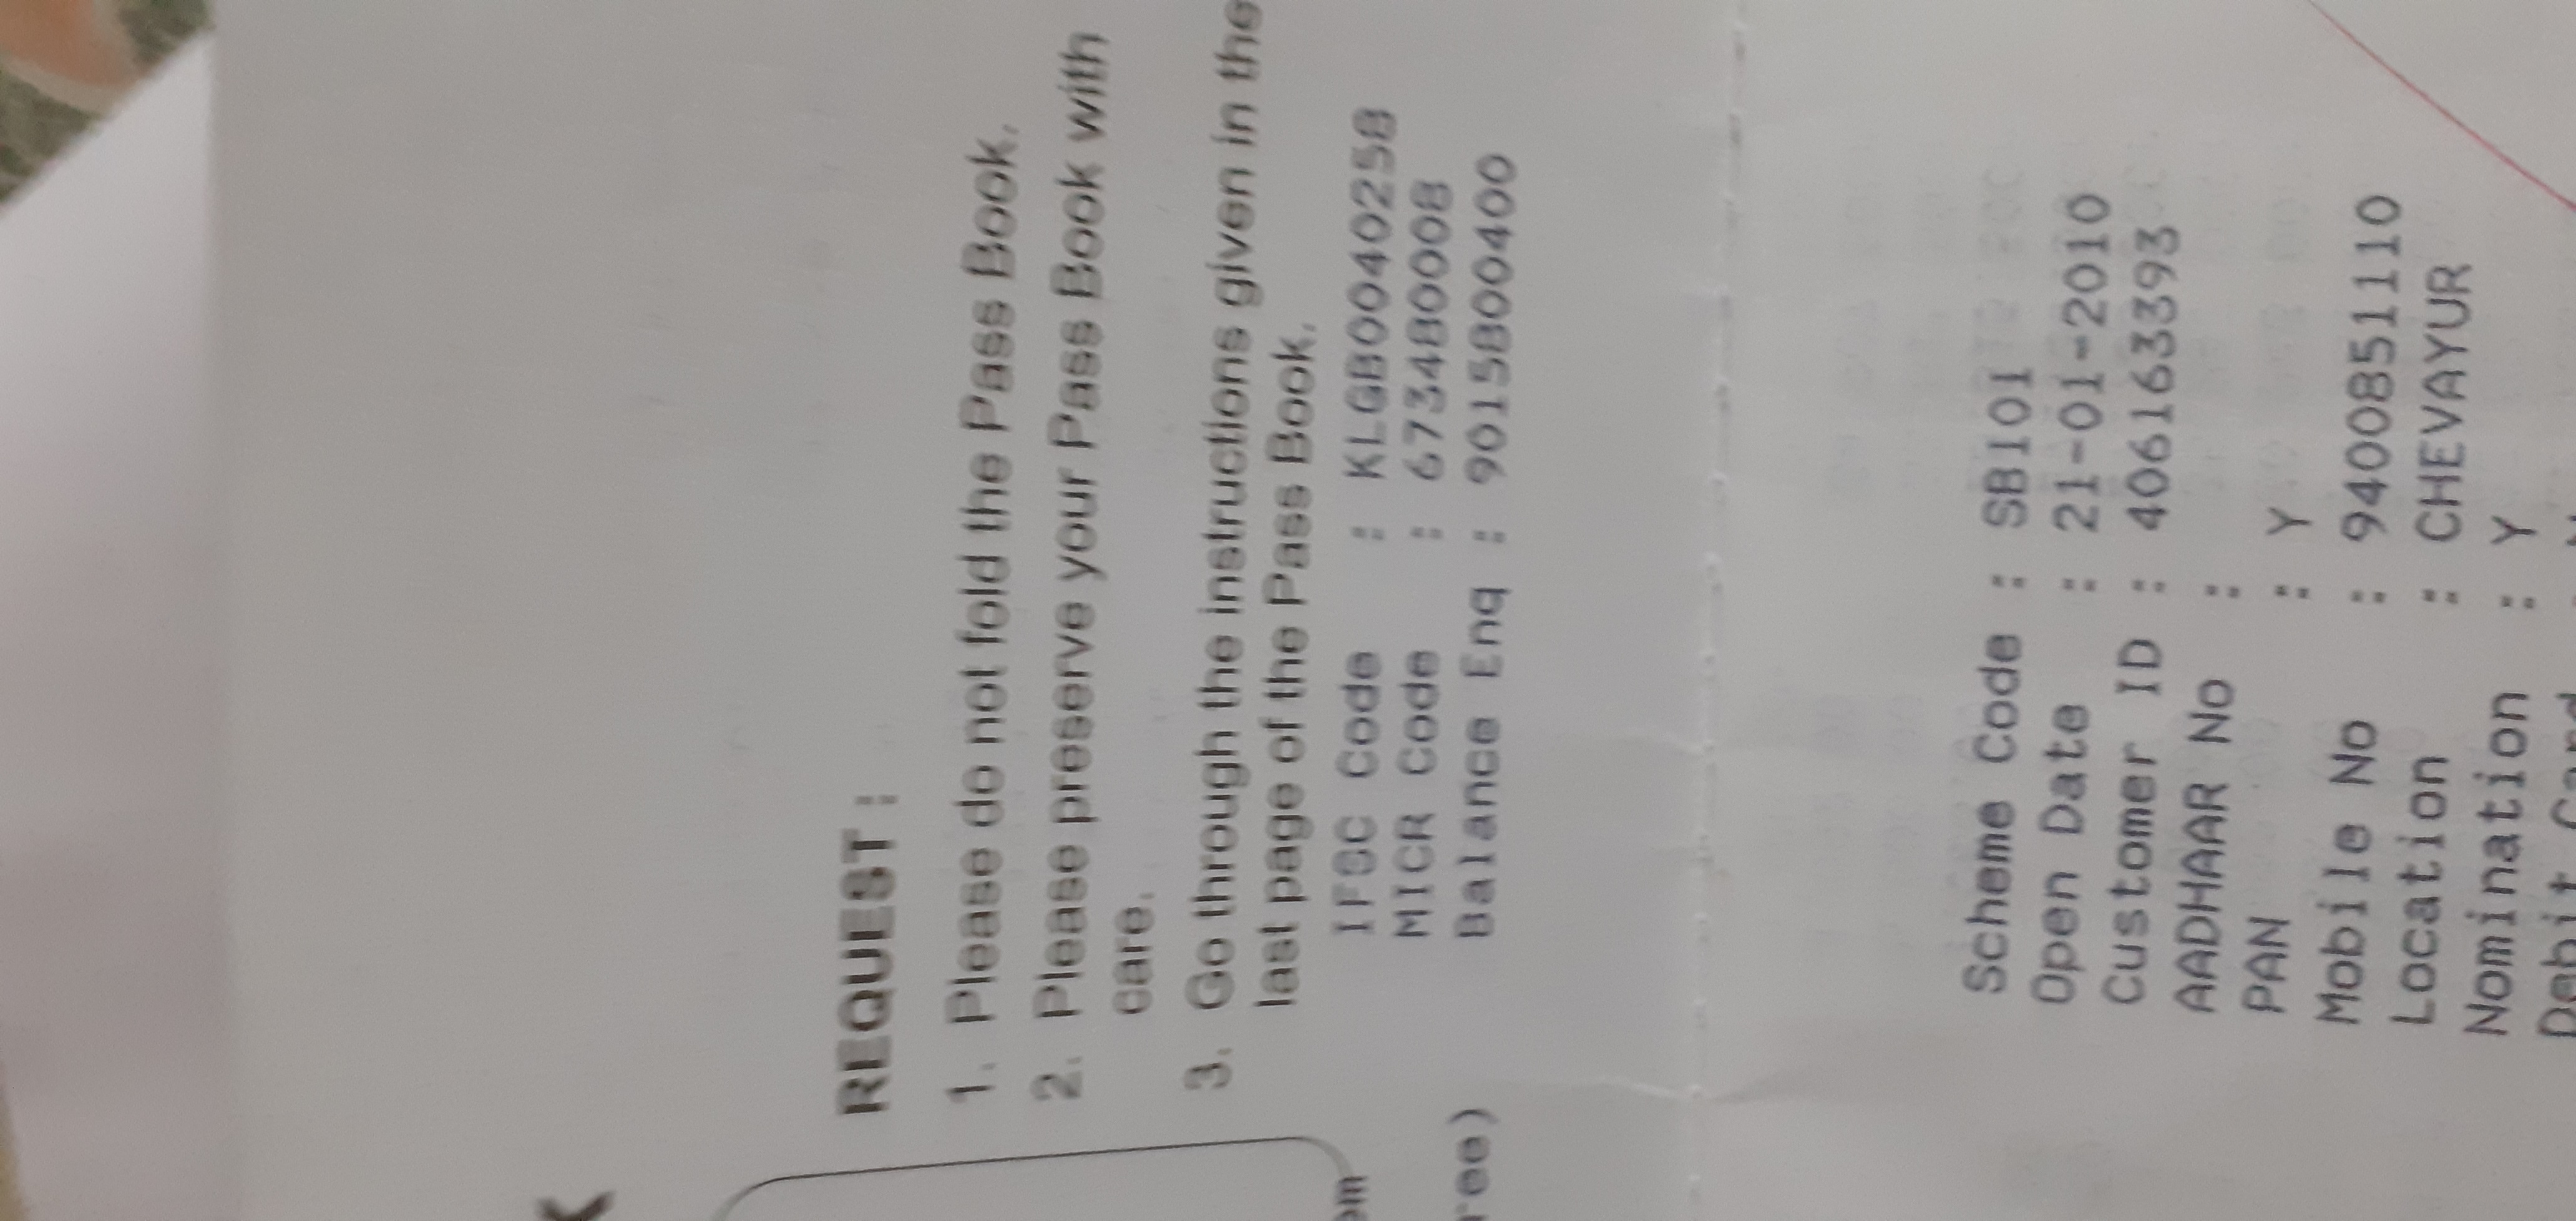 REQUEST :
1. Please do not fold the Pass Book.
2. Please preserve your Pass Book with
care.
3. Go through the instructions given in the
last page of the Pass Book.
IFSC Code : KLGB0040258
MICR Code : 673480008
Balance Enq : 9015800400
ree)
Scheme Code : SB101
Open Date : 21-01-2010
Customer ID : 406163393
AADHAAR No :
PAN : Y
Mobile No : 9400851110
Location : CHEVAYUR
Nomination : Y
Debit Card :